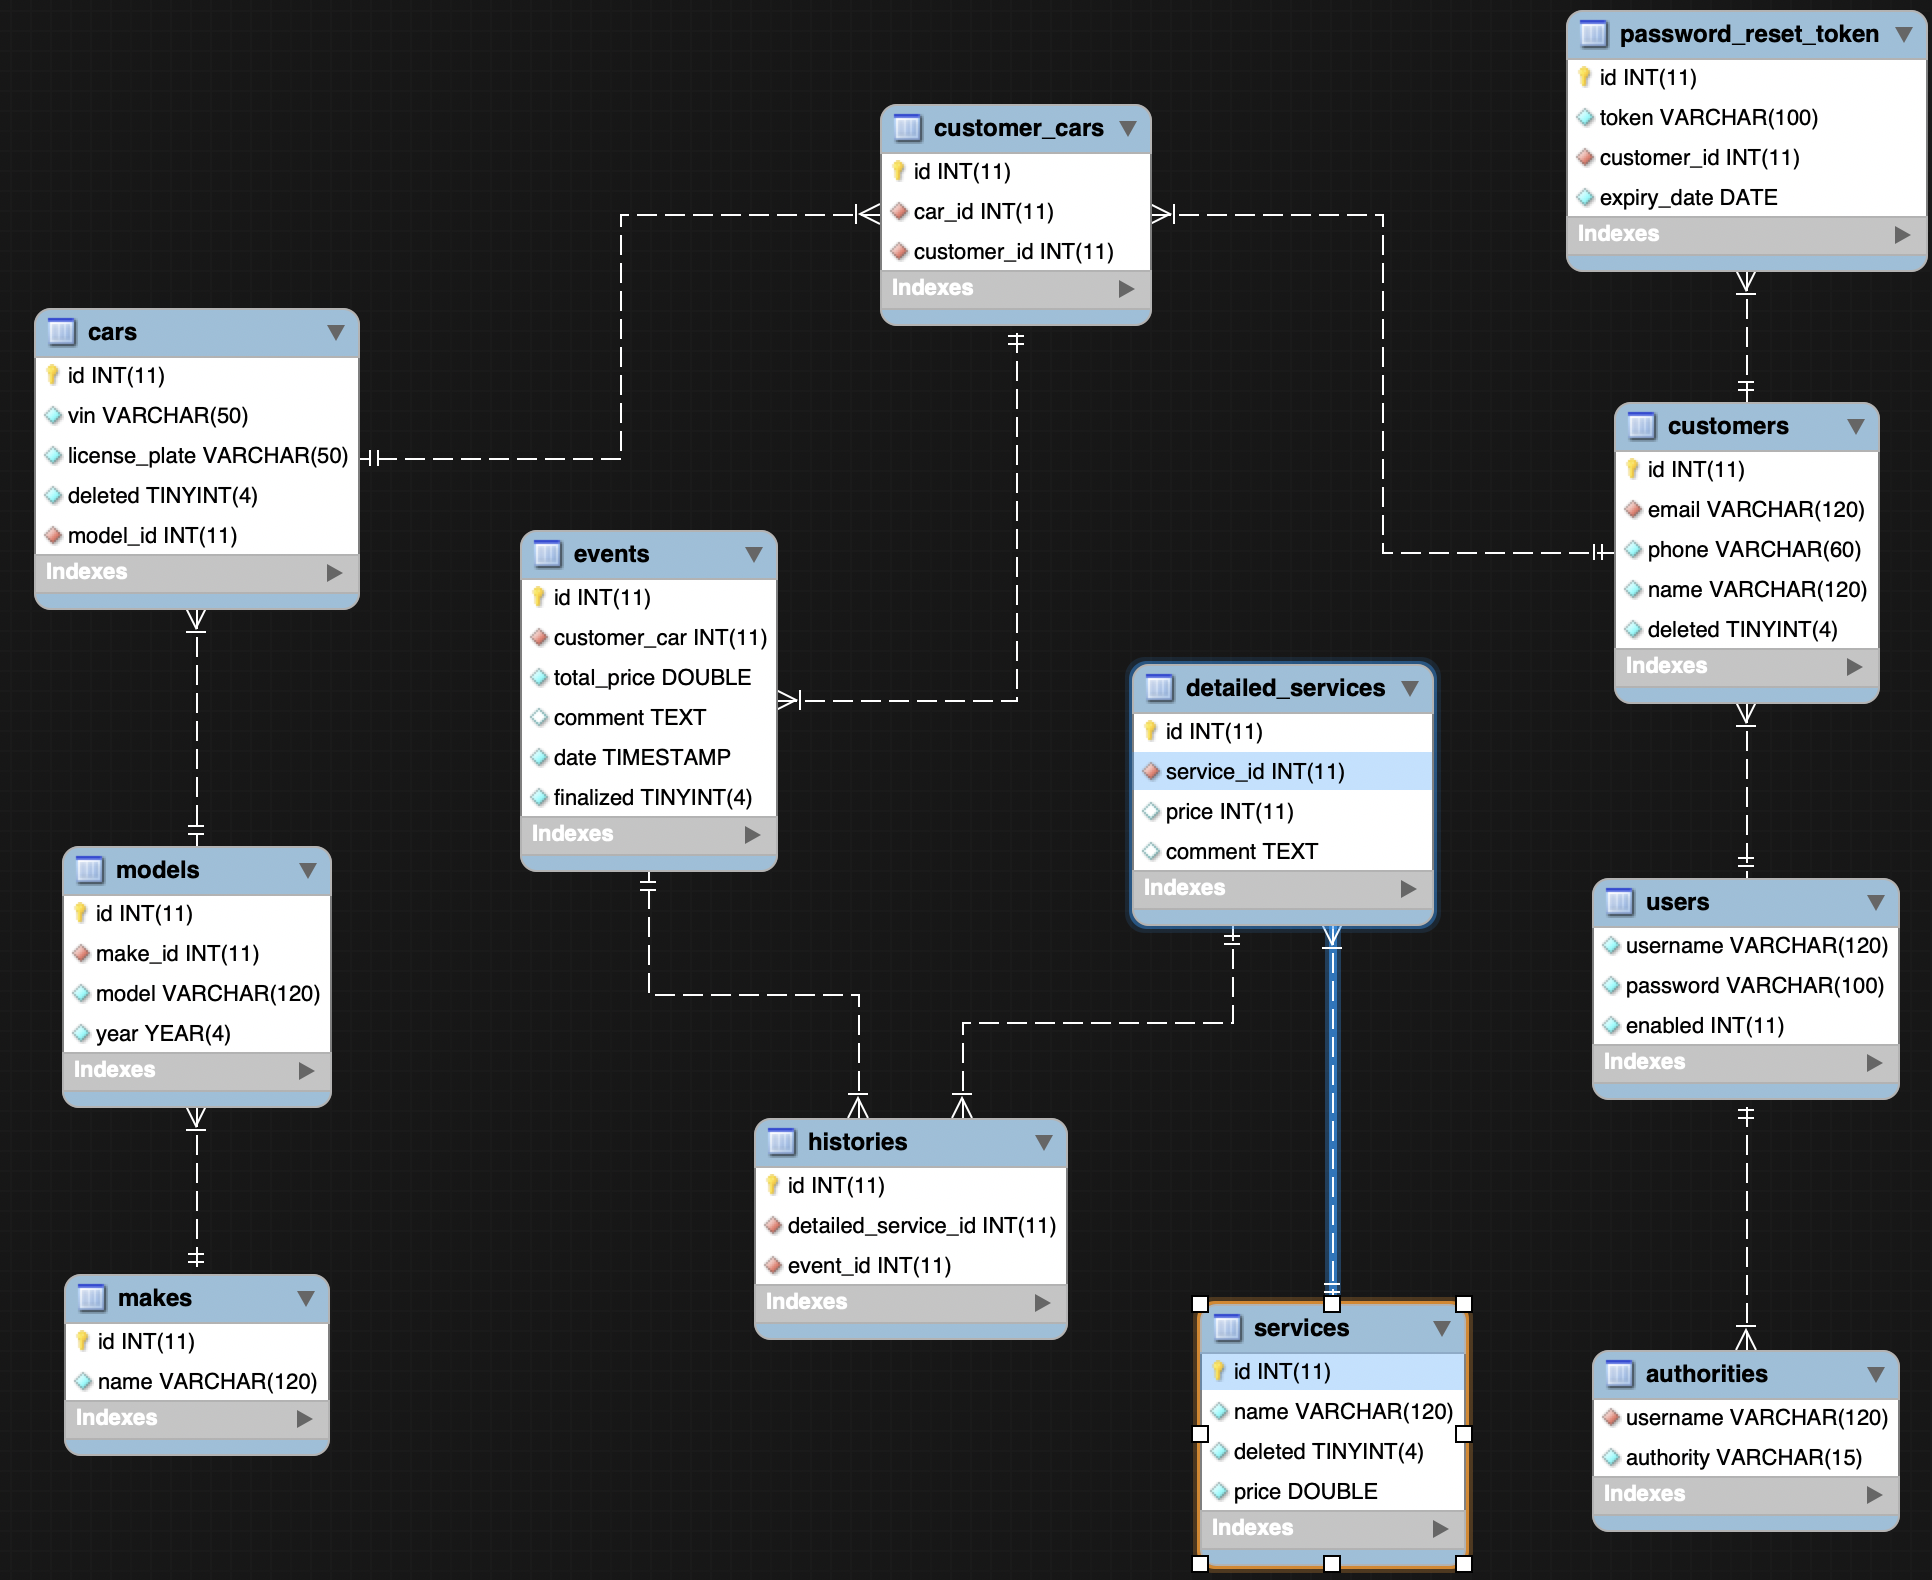 password_reset_token
id INT(11)
token VARCHAR(100)
customer_id INT(11)
expiry_date DATE
Indexes
customer_cars
id INT(11)
car_id INT(11)
customer_id INT(11)
Indexes
cars
id INT(11)
vin VARCHAR(50)
license_plate VARCHAR(50)
deleted TINYINT(4)
model_id INT(11)
Indexes
customers
id INT(11)
email VARCHAR(120)
phone VARCHAR(60)
name VARCHAR(120)
deleted TINYINT(4)
Indexes
events
id INT(11)
customer_car INT(11)
total_price DOUBLE
comment TEXT
date TIMESTAMP
finalized TINYINT(4)
Indexes
detailed_services
id INT(11)
service_id INT(11)
price INT(11)
comment TEXT
Indexes
models
id INT(11)
make_id INT(11)
model VARCHAR(120)
year YEAR(4)
Indexes
users
username VARCHAR(120)
password VARCHAR(100)
enabled INT(11)
Indexes
histories
id INT(11)
detailed_service_id INT(11)
event_id INT(11)
Indexes
makes
id INT(11)
name VARCHAR(120)
Indexes
services
id INT(11)
name VARCHAR(120)
deleted TINYINT(4)
price DOUBLE
Indexes
authorities
username VARCHAR(120)
authority VARCHAR(15)
Indexes